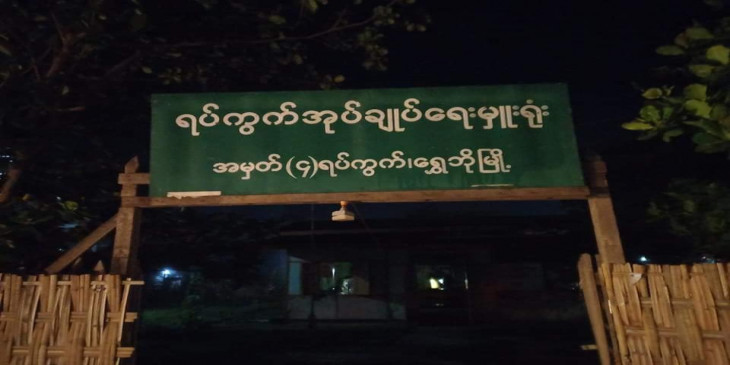 ရပ်ကွက်အုပ်ချုပ်ရေးမှူးရုံး
အမှတ်(၄)ရပ်ကွက်၊ရွှေဘိုမြို့.